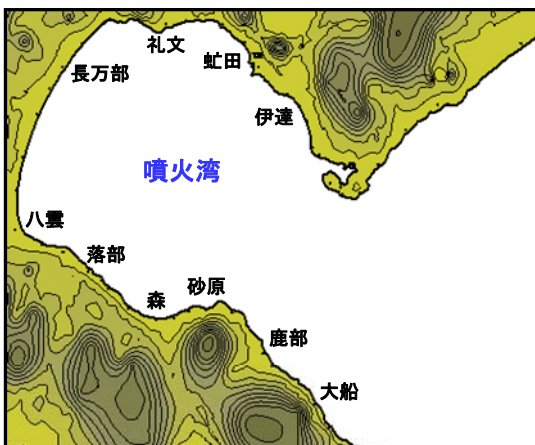 礼文
虻田
長万部
伊達
噴火湾
八雲
落部
砂原
森
鹿部
大船